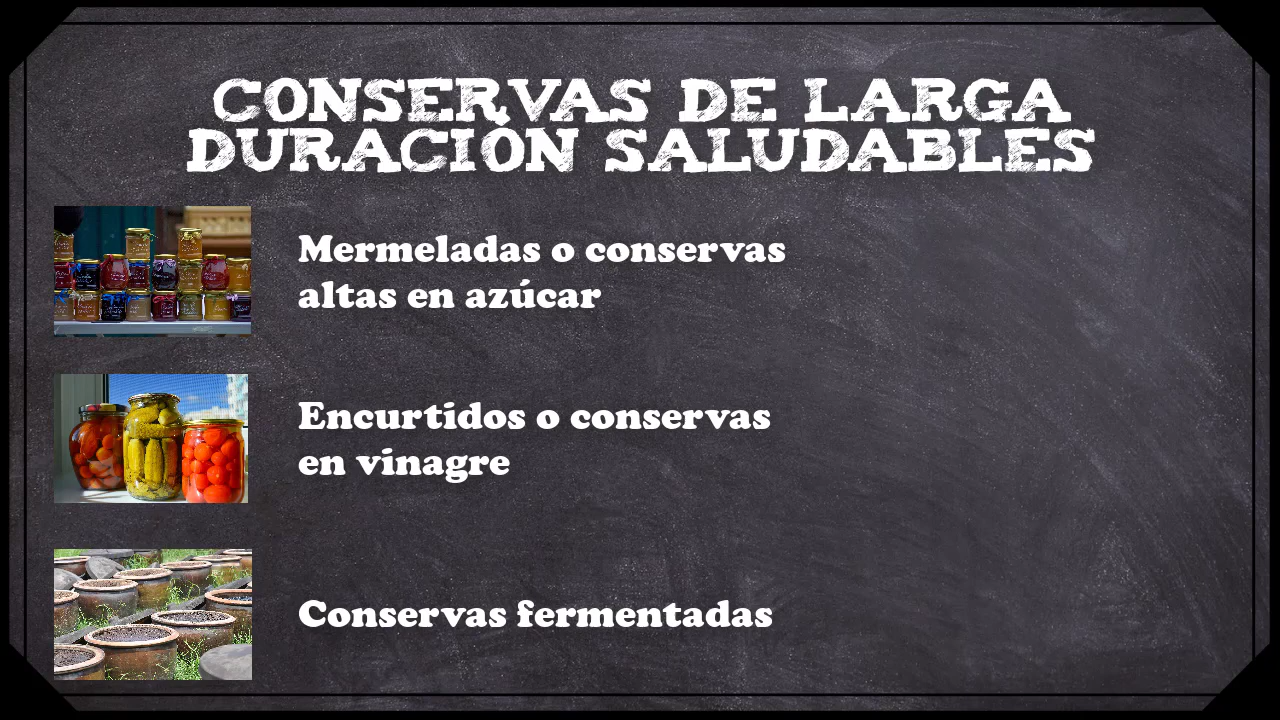 CONSERVAS DE LARGA
DURACIÓN SALUDABLES
Mermeladas o conservas
altas en azúcar
Encurtidos o conservas
en vinagre
Conservas fermentadas